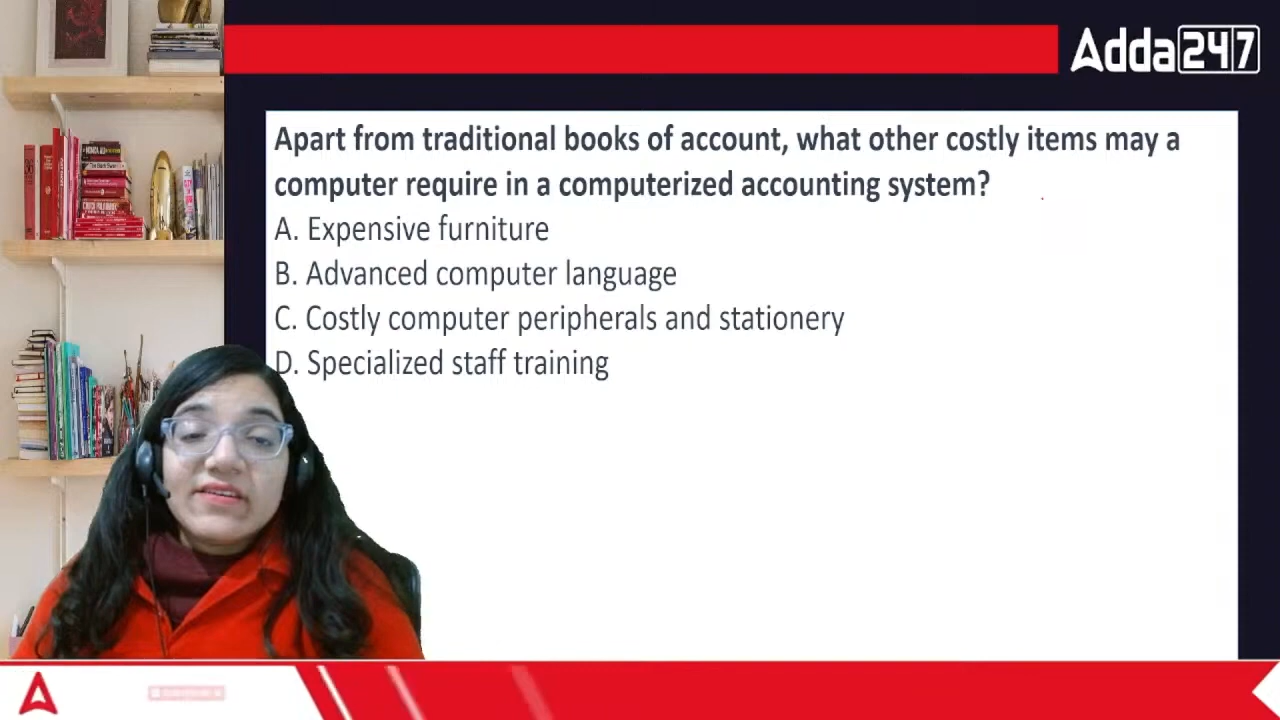 Adda247
Apart from traditional books of account, what other costly items may a
computer require in a computerized accounting system?
A. Expensive furniture
B. Advanced computer language
C. Costly computer peripherals and stationery
D. Specialized staff training